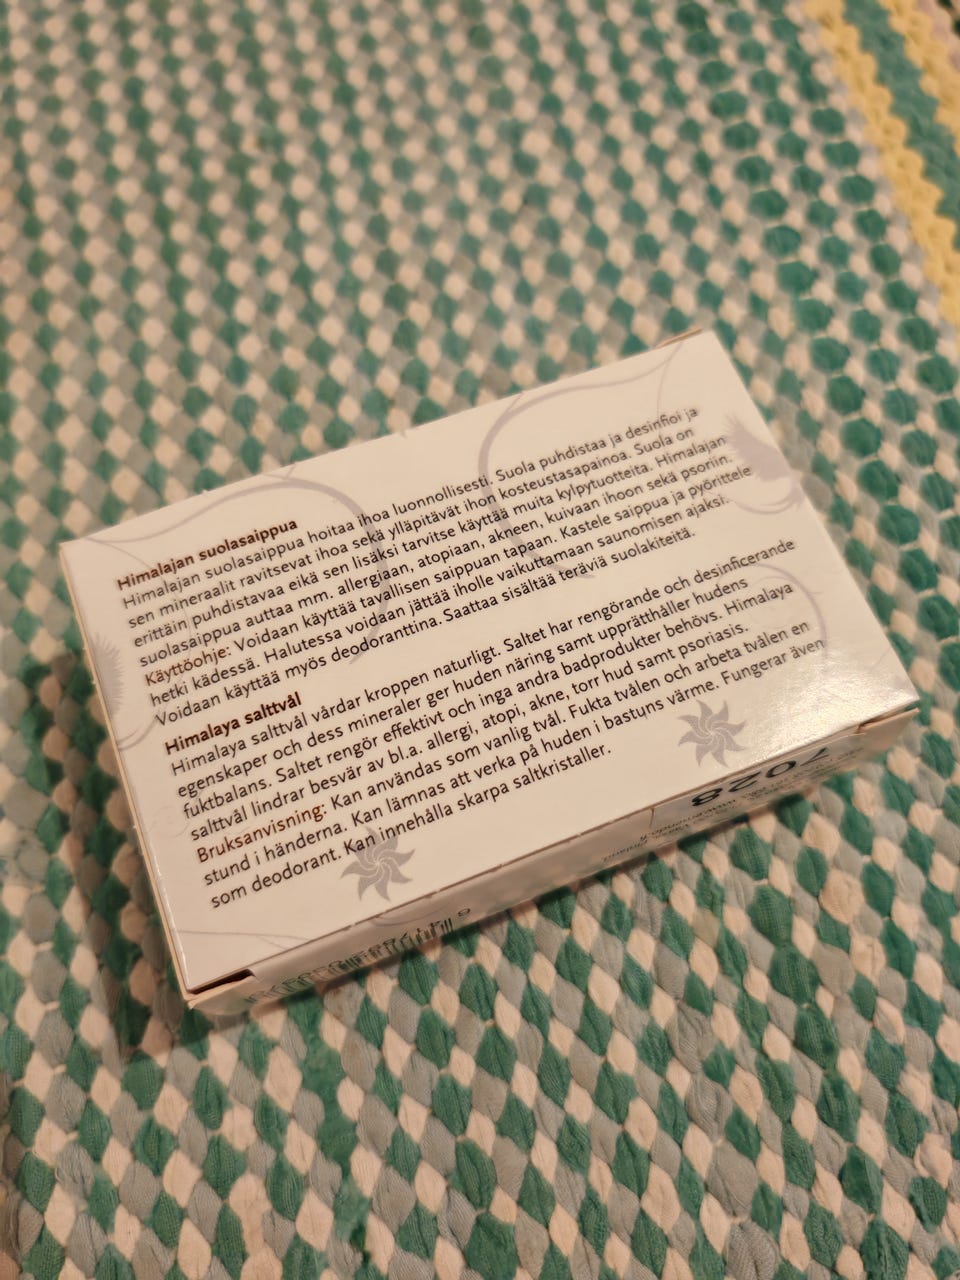 Himalajan suolasaippua
Himalajan suolasaippua hoitaa ihoa luonnollisesti. Suola puhdistaa ja desinfioi ja
sen mineraalit ravitsevat ihoa sekä ylläpitävät ihon kosteustasapainoa. Suola on
erittäin puhdistavaa eikä sen lisäksi tarvitse käyttää muita kylpytuotteita. Himalajan
suolasaippua auttaa mm. allergiaan, atopiaan, akneen, kuivaan ihoon sekä psoriin.
Käyttöohje: Voidaan käyttää tavallisen saippuan tapaan. Kastele saippua ja pyörittele
hetki kädessä. Halutessa voidaan jättää iholle vaikuttamaan saunomisen ajaksi.
Voidaan käyttää myös deodoranttina. Saattaa sisältää teräviä suolakiteitä.
Himalaya salttvål
Himalaya salttvål vårdar kroppen naturligt. Saltet har rengörande och desinficerande
egenskaper och dess mineraler ger huden näring samt upprätthåller hudens
fuktbalans. Saltet rengör effektivt och inga andra badprodukter behövs. Himalaya
salttvål lindrar besvär av bl.a. allergi, atopi, akne, torr hud samt psoriasis.
Bruksanvisning: Kan användas som vanlig tvål. Fukta tvålen och arbeta tvålen en
stund i händerna. Kan lämnas att verka på huden i bastuns värme. Fungerar även
som deodorant. Kan innehålla skarpa saltkristaller.
7028